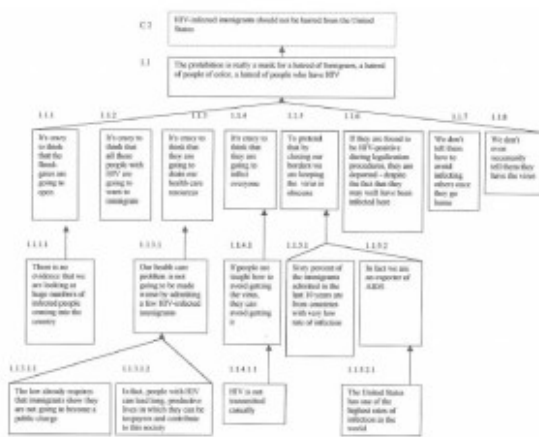 C 2
HIV-infected immigrants should not be barred from the United
States
1.1
The prohibition is really a mask for a hatred of foreigners, a hatred
of people of color, a hatred of people who have HIV
1.1.1
1.1.2
1.1.3
1.1.4
1.1.5
1.1.6
1.1.7
1.1.8
It's crazy to
think that the
flood-
gates are
going to
open
It's crazy to
think that all
these people with
HIV are
going to
want to
immigrate
It's crazy to
think that they
are going to
drain our
health-care
resources
It's crazy to
think that they
are going to
infect
everyone
To pretend
that by
closing our
borders we
are keeping
the virus in
abeyance
If they are found to
be HIV-positive
during legalization
procedures, they are
deported – despite
the fact that they
may well have been
infected here
We don't
tell them
how to
avoid
infecting
others once
they go
home
We don't
even
necessarily
tell them they
have the virus
1.1.1.1
1.1.3.1
1.1.4.1
1.1.5.1
1.1.5.2
There is no
evidence that we
are looking at
huge numbers of
infected people
coming into the
country
Our health care
problem is not
going to be made
worse by admitting
a few HIV-infected
immigrants
If people are
taught how to
avoid getting
the virus,
they can
avoid getting
it
Sixty percent of the
immigrants
admitted in the
last 10 years are
from countries
with very low
rate of infection
In fact we are
an exporter of
AIDS
1.1.3.1.1
1.1.3.1.2
1.1.4.1.1
1.1.5.2.1
The law already requires
that immigrants show they
are not going to become a
public charge
In fact, people with HIV
can lead long, productive
lives in which they can be
taxpayers and contribute
to this society
HIV is not
transmitted
casually
The United States
has one of the
highest rates of
infection in the
world